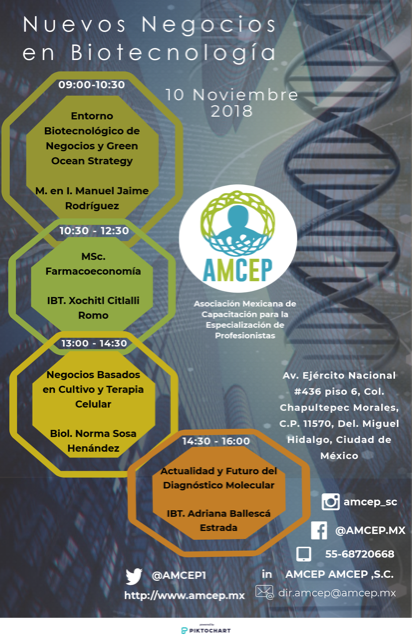 Nuevos Negocios
en Biotecnología
10 Noviembre
2018
09:00-10:30
Entorno
Biotecnológico de
Negocios y Green
Ocean Strategy
M. en I. Manuel Jaime
Rodríguez
10:30 - 12:30
MSc.
Farmacoeconomía
IBT. Xochitl Citlalli
Romo
13:00 - 14:30
Negocios Basados
en Cultivo y Terapia
Celular
Biol. Norma Sosa
Henández
14:30 - 16:00
Actualidad y Futuro del
Diagnóstico Molecular
IBT. Adriana Ballescá
Estrada
AMCEP
Asociación Mexicana de
Capacitación para la
Especialización de
Profesionistas
Av. Ejército Nacional
#436 piso 6, Col.
Chapultepec Morales,
C.P. 11570, Del. Miguel
Hidalgo, Ciudad de
México
amcep_sc
@AMCEP.MX
55-68720668
in AMCEP AMCEP ,S.C.
dir.amcep@amcep.mx
@AMCEP1
http://www.amcep.mx
powered by
PIKTOCHART